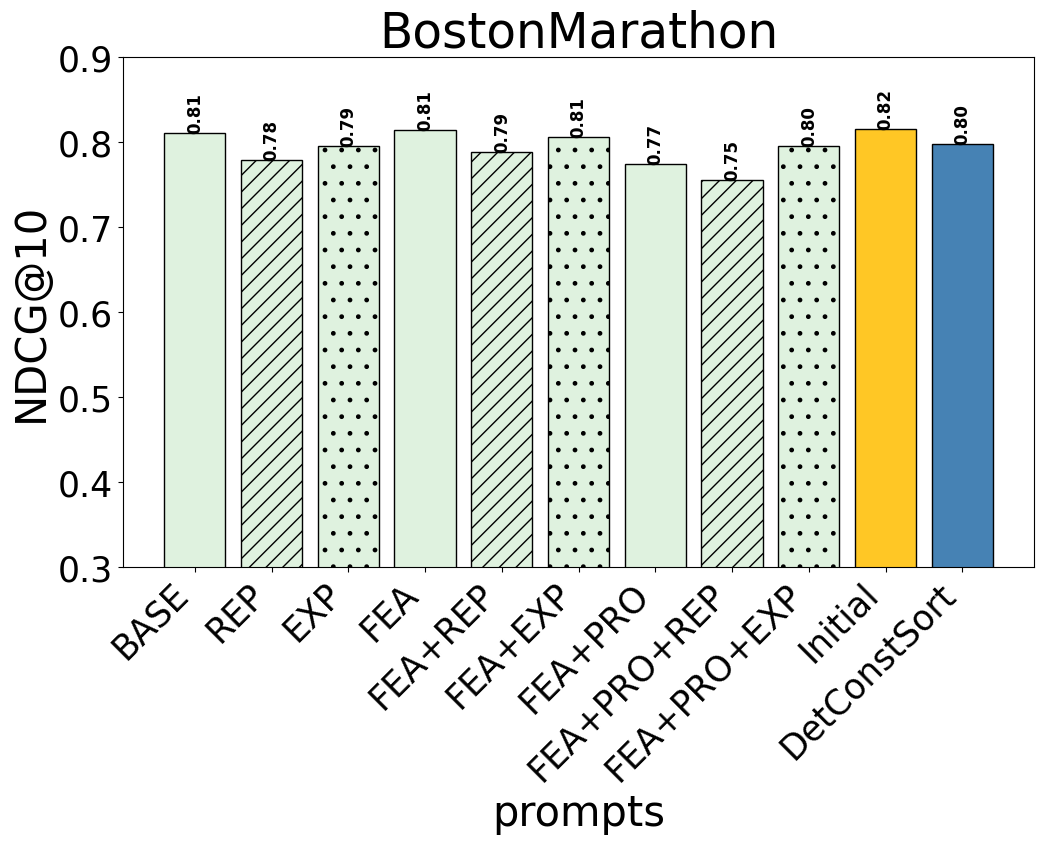 BostonMarathon
NDCG@10
0.9
0.8
0.7
0.6
0.5
0.4
0.3
0.81
0.78
0.79
0.81
0.79
0.81
0.77
0.75
0.80
0.82
0.80
BASE
REP
EXP
FEA
FEA+REP
FEA+EXP
FEA+PRO
FEA+PRO+REP
FEA+PRO+EXP
Initial
DetConstSort
prompts